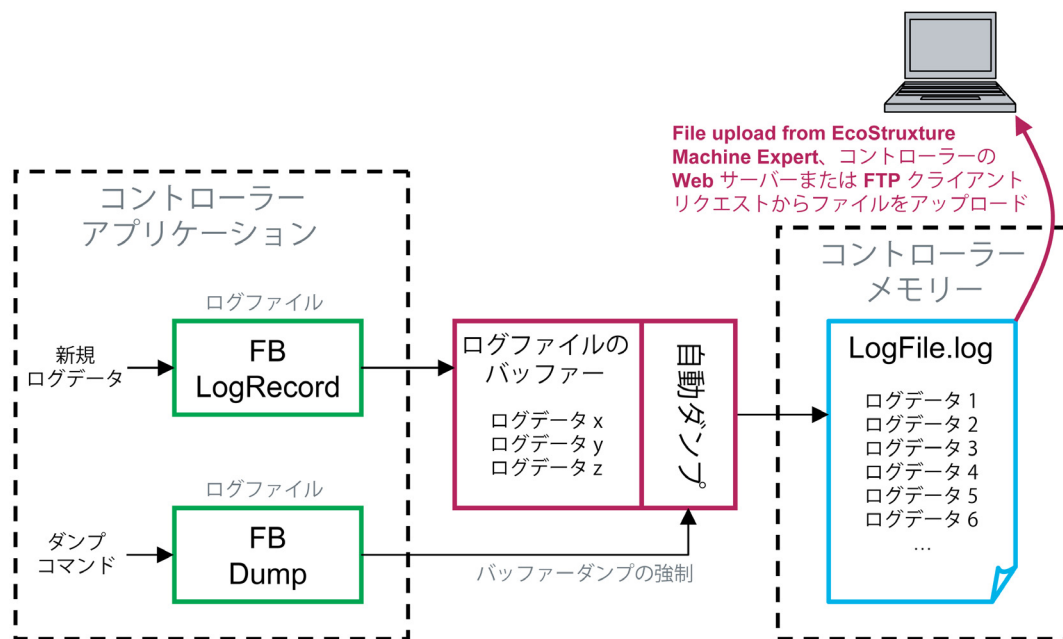 File upload from EcoStruxture
Machine Expert、コントローラーの
Web サーバーまたは FTP クライアント
リクエストからファイルをアップロード
コントローラー
アプリケーション
ログファイル
新規
ログデータ
FB
LogRecord
ログファイル
ダンプ
コマンド
FB
Dump
ログファイルの
バッファー
ログデータ x
ログデータ y
ログデータ z
自動ダンプ
バッファーダンプの強制
コントローラー
メモリー
LogFile.log
ログデータ 1
ログデータ 2
ログデータ 3
ログデータ 4
ログデータ 5
ログデータ 6
…